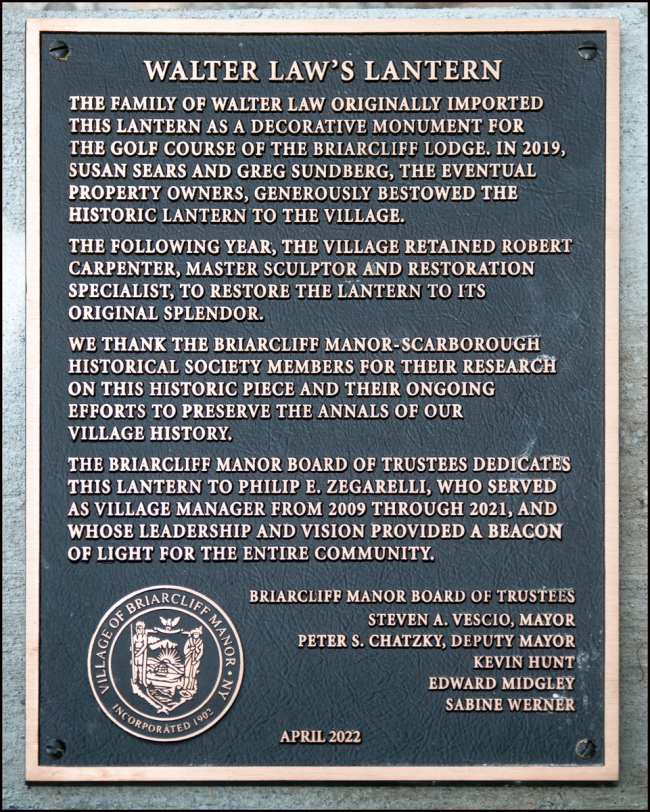 WALTER LAW'S LANTERN
THE FAMILY OF WALTER LAW ORIGINALLY IMPORTED
THIS LANTERN AS A DECORATIVE MONUMENT FOR
THE GOLF COURSE OF THE BRIARCLIFF LODGE. IN 2019,
SUSAN SEARS AND GREG SUNDBERG, THE EVENTUAL
PROPERTY OWNERS, GENEROUSLY BESTOWED THE
HISTORIC LANTERN TO THE VILLAGE.
THE FOLLOWING YEAR, THE VILLAGE RETAINED ROBERT
CARPENTER, MASTER SCULPTOR AND RESTORATION
SPECIALIST, TO RESTORE THE LANTERN TO ITS
ORIGINAL SPLENDOR.
WE THANK THE BRIARCLIFF MANOR-SCARBOROUGH
HISTORICAL SOCIETY MEMBERS FOR THEIR RESEARCH
ON THIS HISTORIC PIECE AND THEIR ONGOING
EFFORTS TO PRESERVE THE ANNALS OF OUR
VILLAGE HISTORY.
THE BRIARCLIFF MANOR BOARD OF TRUSTEES DEDICATES
THIS LANTERN TO PHILIP E. ZEGARELLI, WHO SERVED
AS VILLAGE MANAGER FROM 2009 THROUGH 2021, AND
WHOSE LEADERSHIP AND VISION PROVIDED A BEACON
OF LIGHT FOR THE ENTIRE COMMUNITY.
BRIARCLIFF MANOR BOARD OF TRUSTEES
STEVEN A. VESCIO, MAYOR
PETER S. CHATZKY, DEPUTY MAYOR
KEVIN HUNT
EDWARD MIDGLEY
SABINE WERNER
VILLAGE OF BRIARCLIFF MANOR • NY
INCORPORATED 1902
APRIL 2022